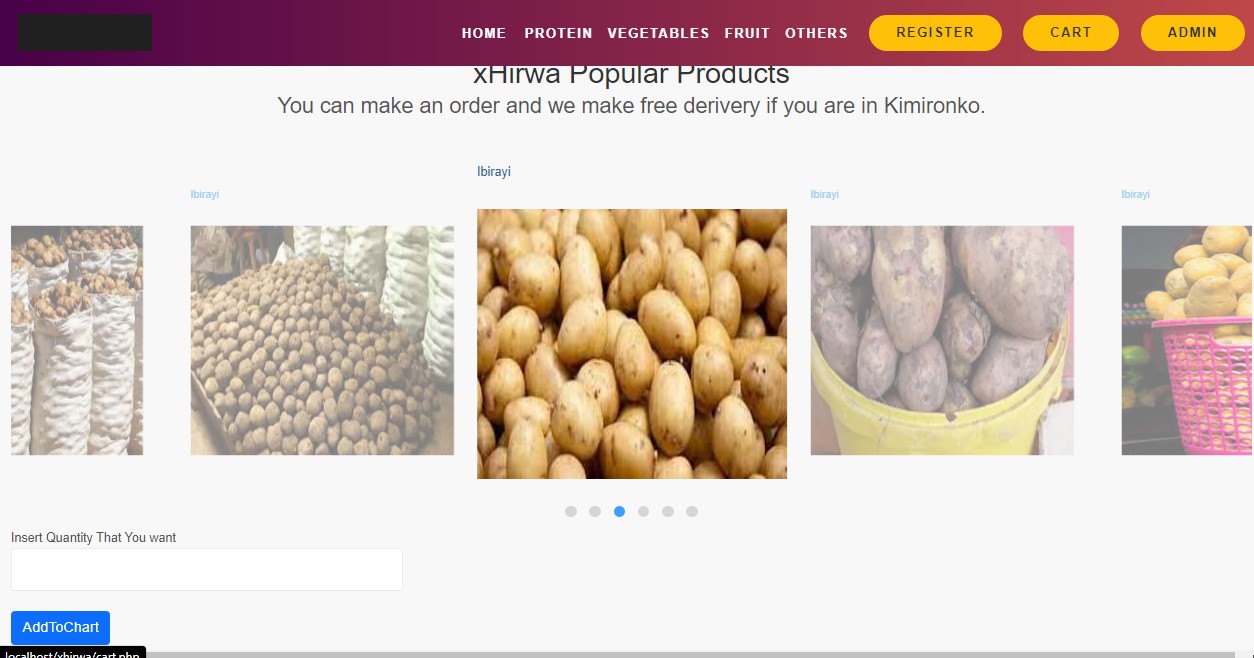 HOME PROTEIN VEGETABLES FRUIT OTHERS REGISTER CART ADMIN
xHirwa Popular Products
You can make an order and we make free derivery if you are in Kimironko.
Ibirayi
Ibirayi
Ibirayi
Ibirayi
Insert Quantity That You want
AddToChart
localhost/xhirwa/cart.php